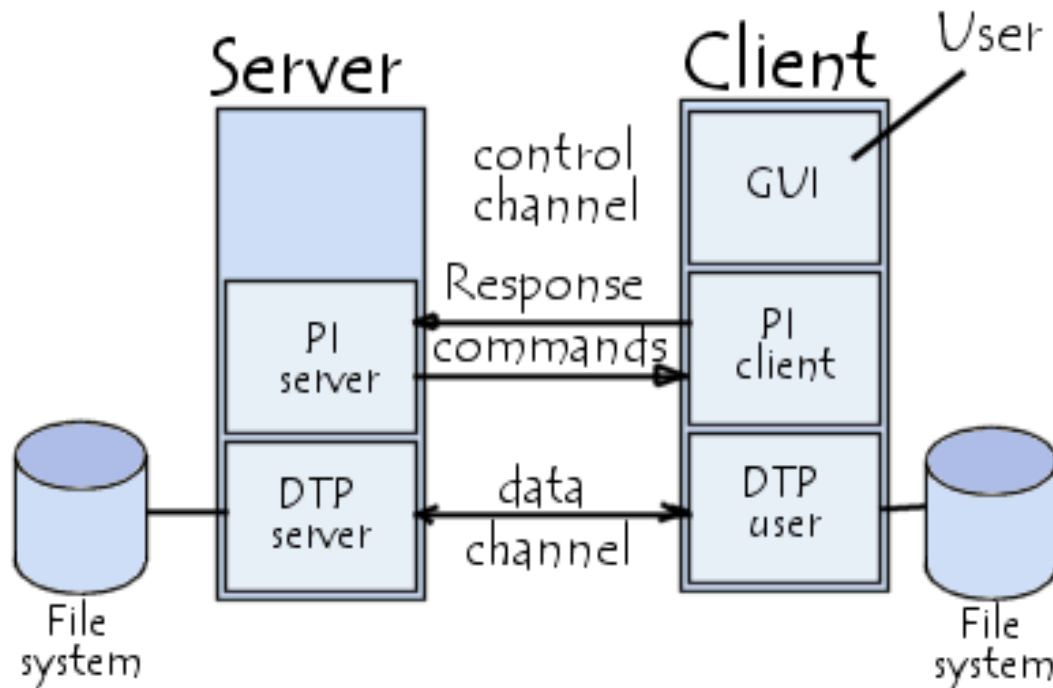 Server
Client
User
control
channel
GUI
Response
commands
PI
server
PI
client
DTP
server
data
channel
DTP
user
File
system
File
system